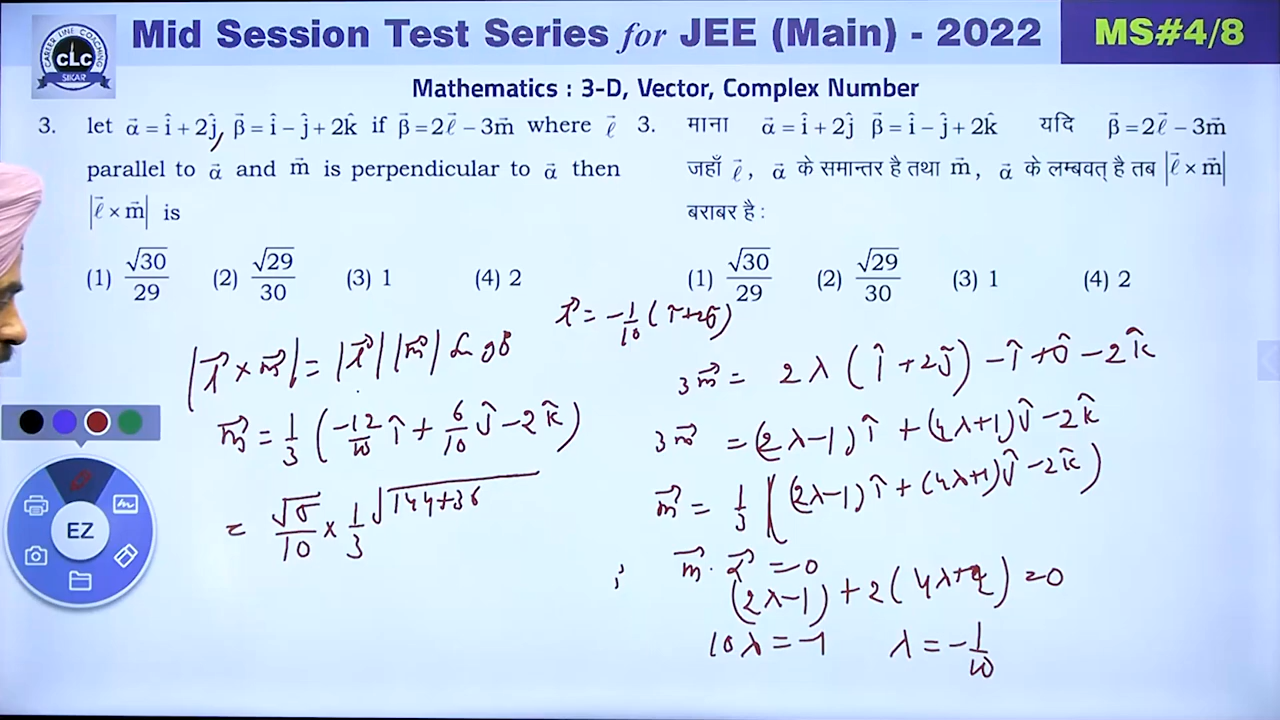 CAREER LINE COACHING
CLC
SIKAR
Mid Session Test Series for JEE (Main) - 2022
MS#4/8
Mathematics : 3-D, Vector, Complex Number
3. let α⃗ = î + 2ĵ, β⃗ = î − ĵ + 2k̂ if β⃗ = 2ℓ⃗ − 3m⃗ where ℓ⃗
parallel to α⃗ and m⃗ is perpendicular to α⃗ then
|ℓ⃗ × m⃗| is
(1) √30/29 (2) √29/30 (3) 1 (4) 2
3. माना α⃗ = î + 2ĵ β⃗ = î − ĵ + 2k̂ यदि β⃗ = 2ℓ⃗ − 3m⃗
जहाँ ℓ⃗, α⃗ के समान्तर है तथा m⃗, α⃗ के लम्बवत् है तब |ℓ⃗ × m⃗|
बराबर है :
(1) √30/29 (2) √29/30 (3) 1 (4) 2
l⃗ = −1/10 (î + 2ĵ)
|l⃗ × m⃗| = |l⃗| |m⃗| sin 90
m⃗ = 1/3 (−12/10 î + 6/10 ĵ − 2k̂)
= √5/10 × 1/3 √144+36
3m⃗ = 2λ (î + 2ĵ) − î + ĵ − 2k̂
3m⃗ = (2λ−1) î + (4λ+1) ĵ − 2k̂
m⃗ = 1/3 ((2λ−1) î + (4λ+1) ĵ − 2k̂)
m⃗ . α⃗ = 0
(2λ−1) + 2(4λ+ ) = 0
10λ = −1 λ = −1/10
EZ